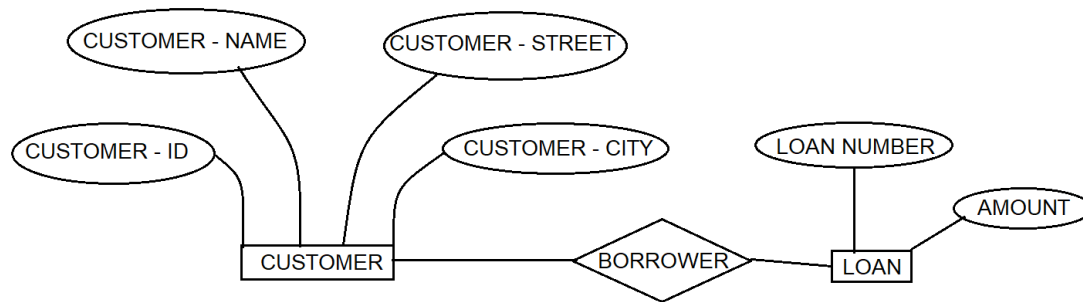 CUSTOMER - NAME
CUSTOMER - STREET
CUSTOMER - ID
CUSTOMER - CITY
LOAN NUMBER
AMOUNT
CUSTOMER
BORROWER
LOAN